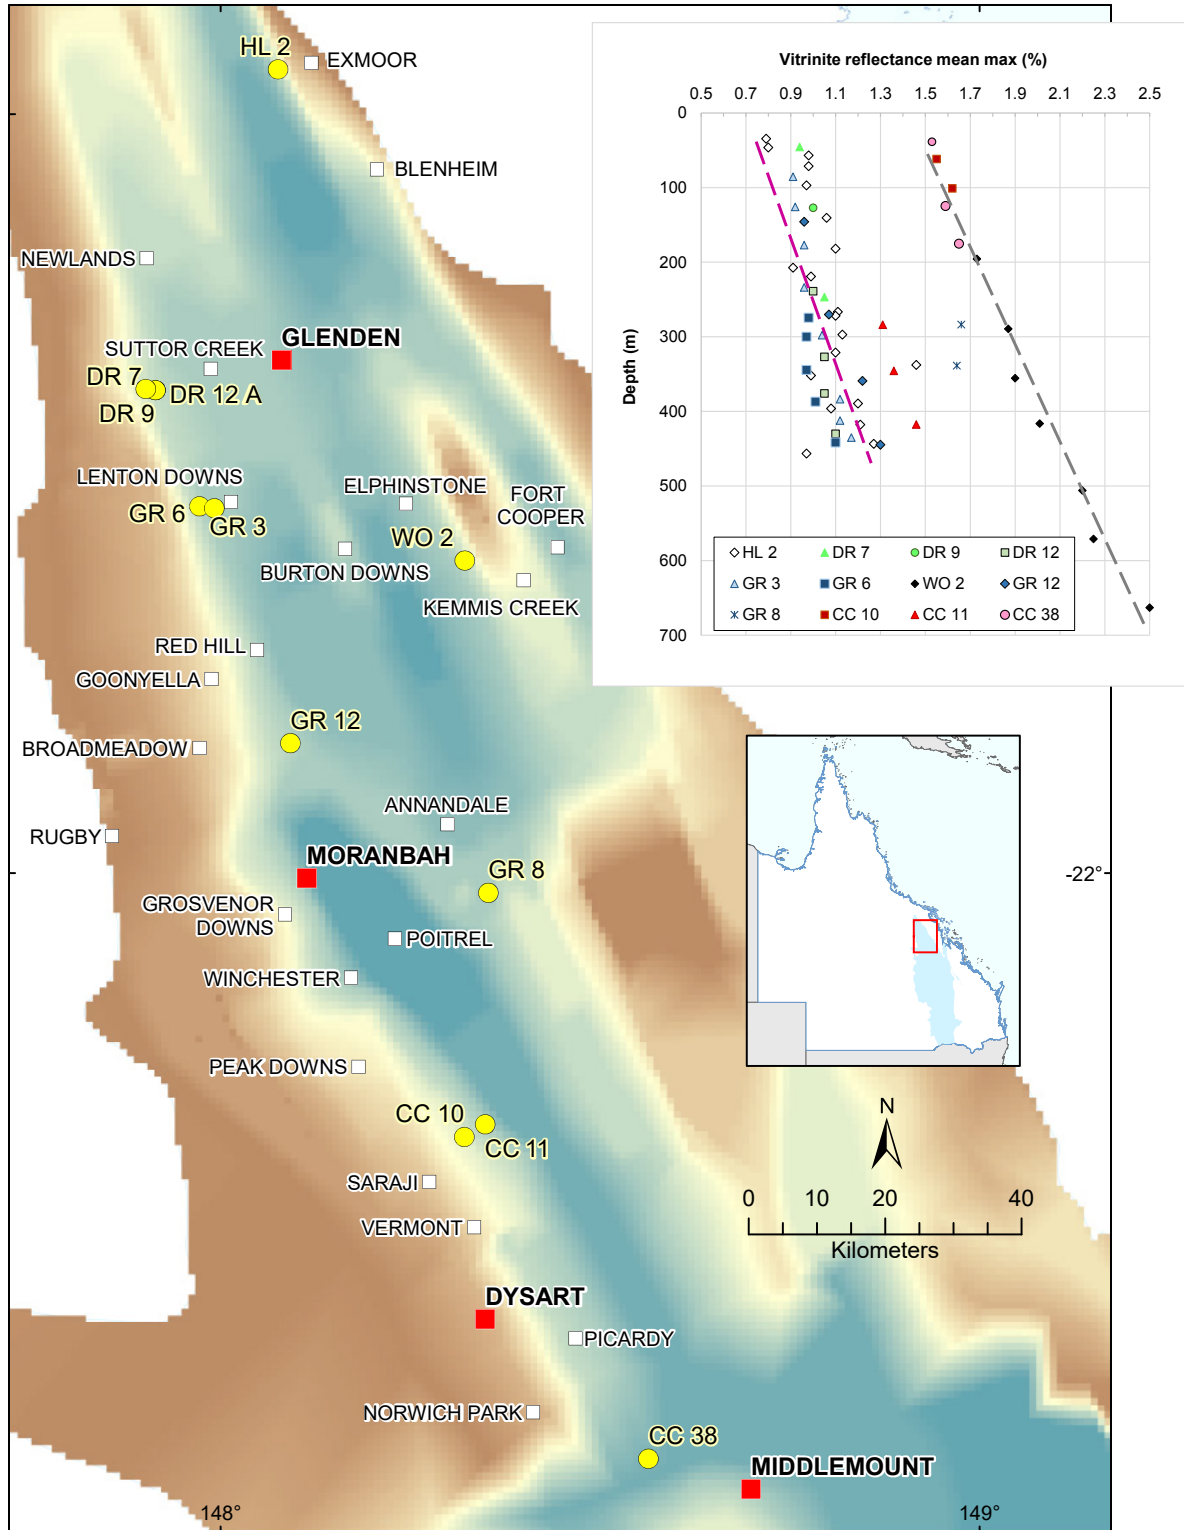 HL 2
EXMOOR
BLENHEIM
NEWLANDS
GLENDEN
SUTTOR CREEK
DR 7
DR 12 A
DR 9
LENTON DOWNS
GR 6
GR 3
ELPHINSTONE
FORT
COOPER
WO 2
BURTON DOWNS
KEMMIS CREEK
RED HILL
GOONYELLA
GR 12
BROADMEADOW
ANNANDALE
RUGBY
MORANBAH
GR 8
GROSVENOR
DOWNS
POITREL
WINCHESTER
PEAK DOWNS
CC 10
CC 11
SARAJI
VERMONT
DYSART
PICARDY
NORWICH PARK
CC 38
MIDDLEMOUNT
148°
149°
-22°
Vitrinite reflectance mean max (%)
0.5 0.7 0.9 1.1 1.3 1.5 1.7 1.9 2.1 2.3 2.5
0
100
200
300
400
500
600
700
Depth (m)
HL 2 DR 7 DR 9 DR 12
GR 3 GR 6 WO 2 GR 12
GR 8 CC 10 CC 11 CC 38
N
0 10 20 40
Kilometers